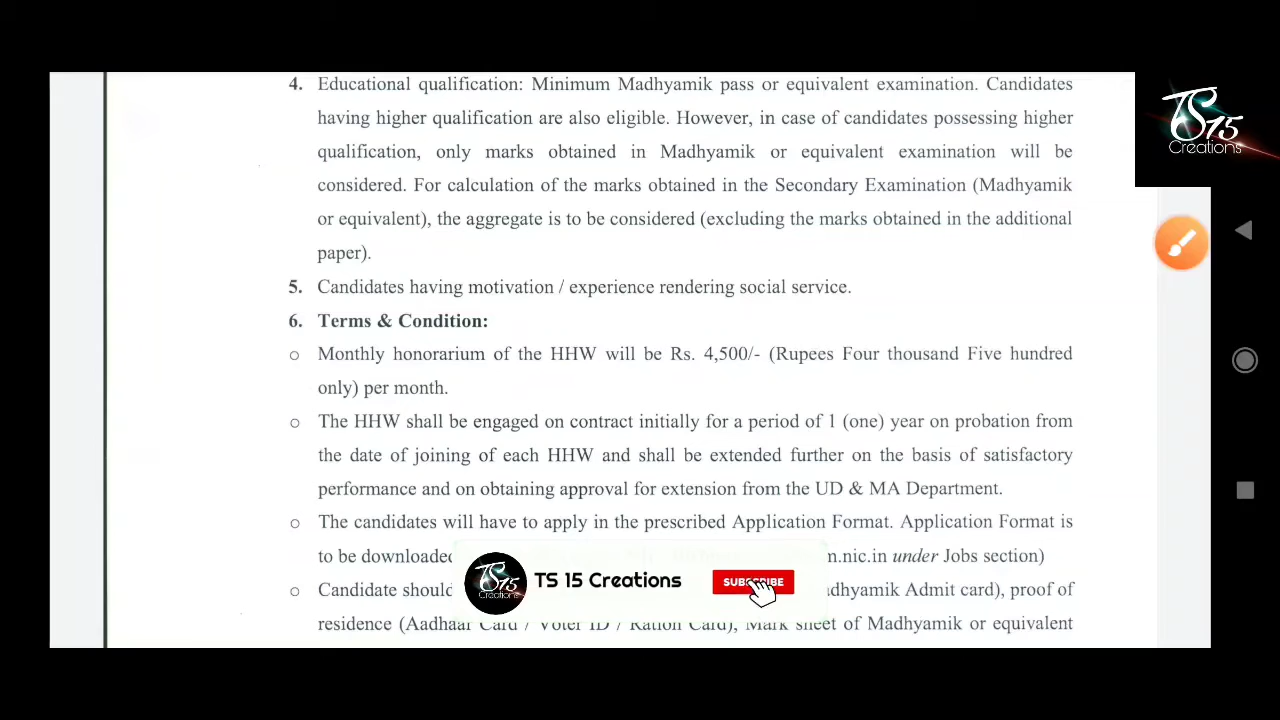 4. Educational qualification: Minimum Madhyamik pass or equivalent examination. Candidates
having higher qualification are also eligible. However, in case of candidates possessing higher
qualification, only marks obtained in Madhyamik or equivalent examination will be
considered. For calculation of the marks obtained in the Secondary Examination (Madhyamik
or equivalent), the aggregate is to be considered (excluding the marks obtained in the additional
paper).
5. Candidates having motivation / experience rendering social service.
6. Terms & Condition:
o Monthly honorarium of the HHW will be Rs. 4,500/- (Rupees Four thousand Five hundred
only) per month.
o The HHW shall be engaged on contract initially for a period of 1 (one) year on probation from
the date of joining of each HHW and shall be extended further on the basis of satisfactory
performance and on obtaining approval for extension from the UD & MA Department.
o The candidates will have to apply in the prescribed Application Format. Application Format is
to be downloaded n.nic.in under Jobs section)
o Candidate should adhyamik Admit card), proof of
residence (Aadhaar Card / Voter ID / Ration Card), Mark sheet of Madhyamik or equivalent
TS 15 Creations
SUBSCRIBE
TS15
Creations
TS15
Creations